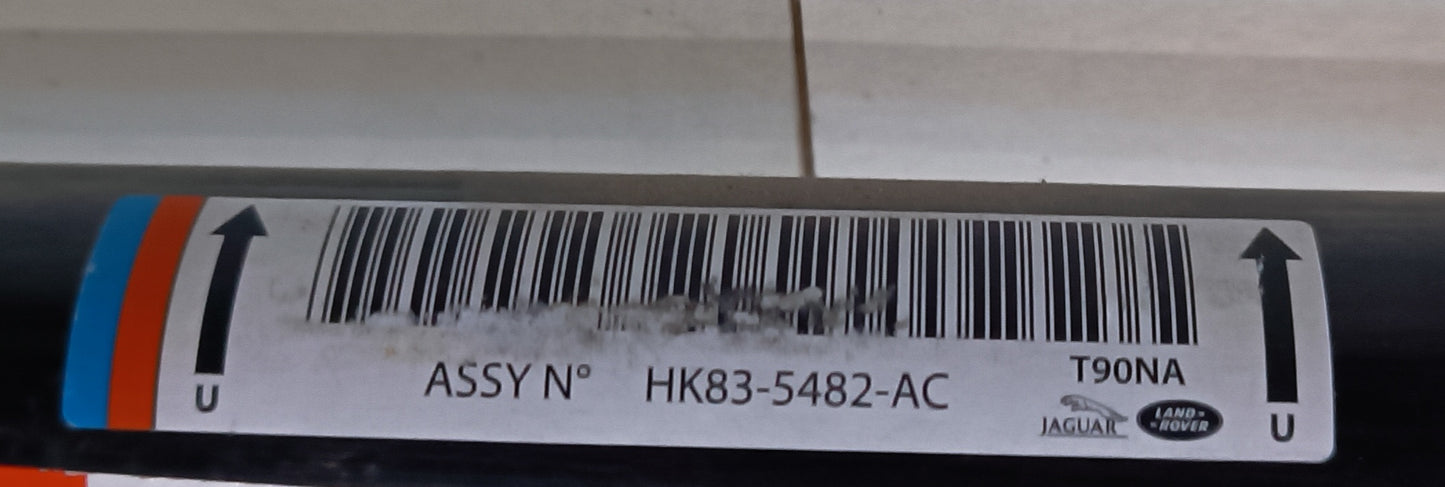 ASSY N° HK83-5482-AC
T90NA
JAGUAR
LAND-
-ROVER
U
U